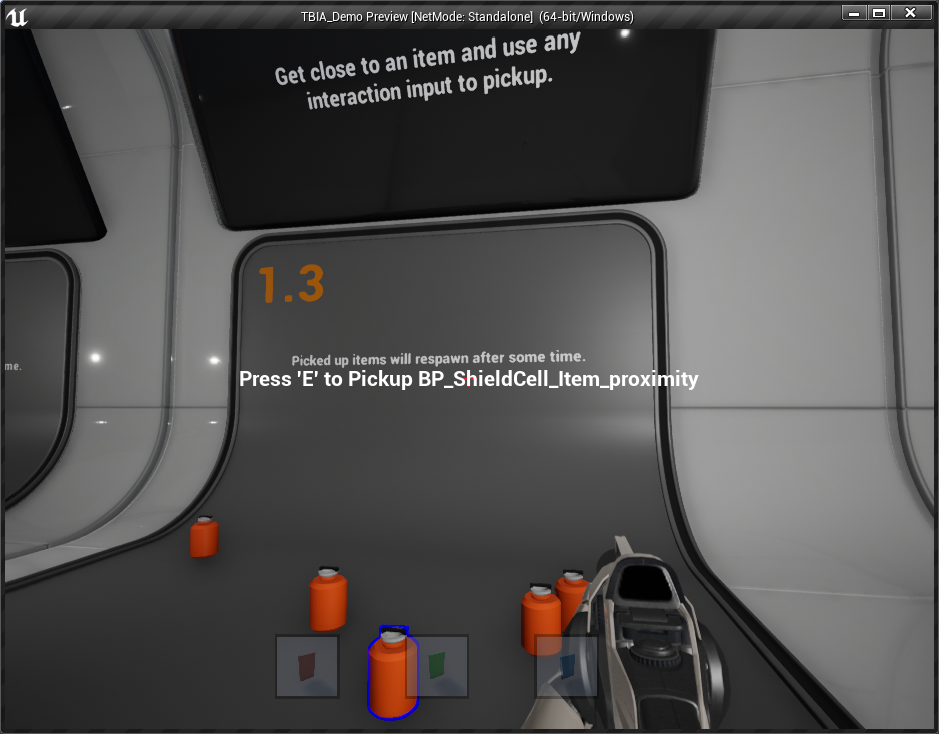 TBIA_Demo Preview [NetMode: Standalone] (64-bit/Windows)
Get close to an item and use any
interaction input to pickup.
1.3
Picked up items will respawn after some time.
me.
Press 'E' to Pickup BP_ShieldCell_Item_proximity